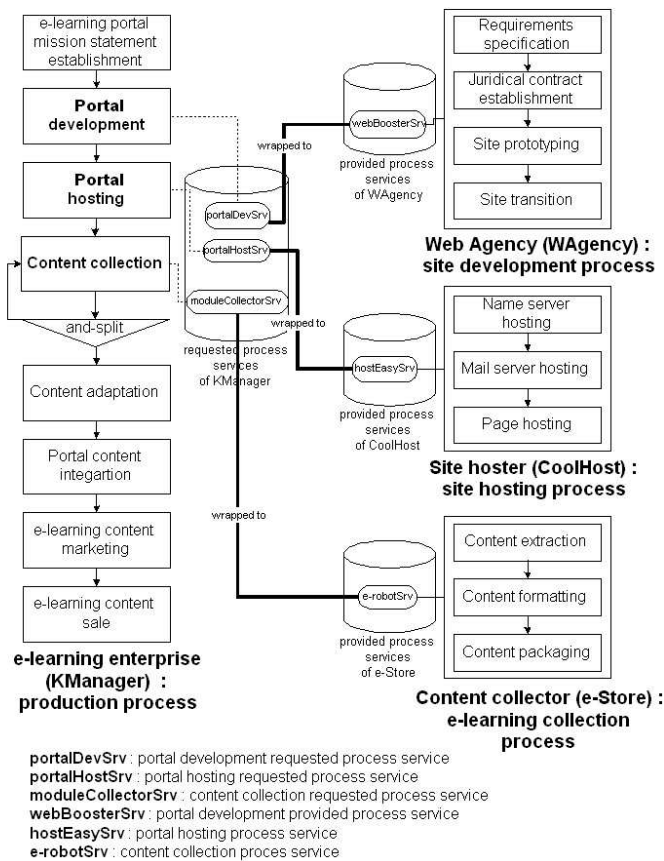 e-learning portal
mission statement
establishment
Portal
development
Portal
hosting
Content collection
and-split
Content adaptation
Portal content
integartion
e-learning content
marketing
e-learning content
sale
e-learning enterprise
(KManager) :
production process
portalDevSrv
portalHostSrv
moduleCollectorSrv
requested process
services
of KManager
wrapped to
wrapped to
wrapped to
webBoosterSrv
provided process
services
of WAgency
Requirements
specification
Juridical contract
establishment
Site prototyping
Site transition
Web Agency (WAgency) :
site development process
hostEasySrv
provided process
services
of CoolHost
Name server
hosting
Mail server hosting
Page hosting
Site hoster (CoolHost) :
site hosting process
e-robotSrv
provided process
services
of e-Store
Content extraction
Content formatting
Content packaging
Content collector (e-Store) :
e-learning collection
process
portalDevSrv : portal development requested process service
portalHostSrv : portal hosting requested process service
moduleCollectorSrv : content collection requested process service
webBoosterSrv : portal development provided process service
hostEasySrv : portal hosting process service
e-robotSrv : content collection proces service